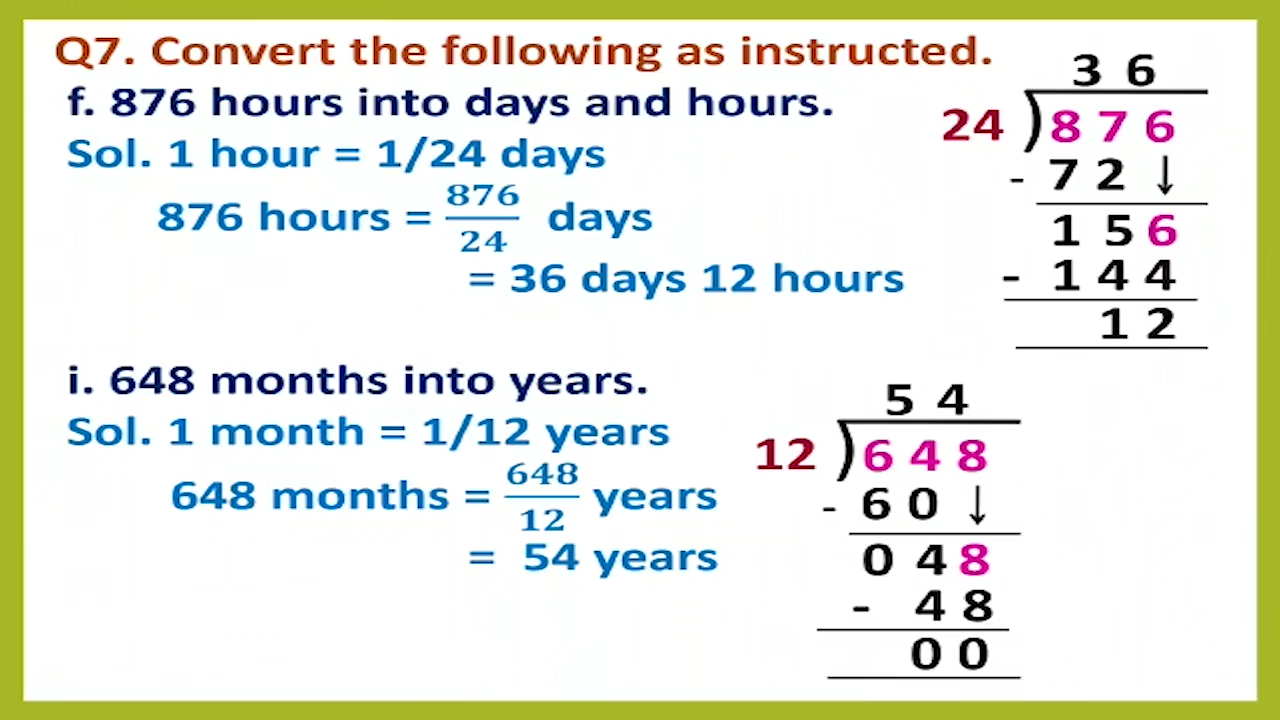 Q7. Convert the following as instructed.
f. 876 hours into days and hours.
Sol. 1 hour = 1/24 days
876 hours = 876/24 days
= 36 days 12 hours
3 6
24 ) 8 7 6
- 7 2 ↓
1 5 6
- 1 4 4
1 2
i. 648 months into years.
Sol. 1 month = 1/12 years
648 months = 648/12 years
= 54 years
5 4
12 ) 6 4 8
- 6 0 ↓
0 4 8
- 4 8
0 0